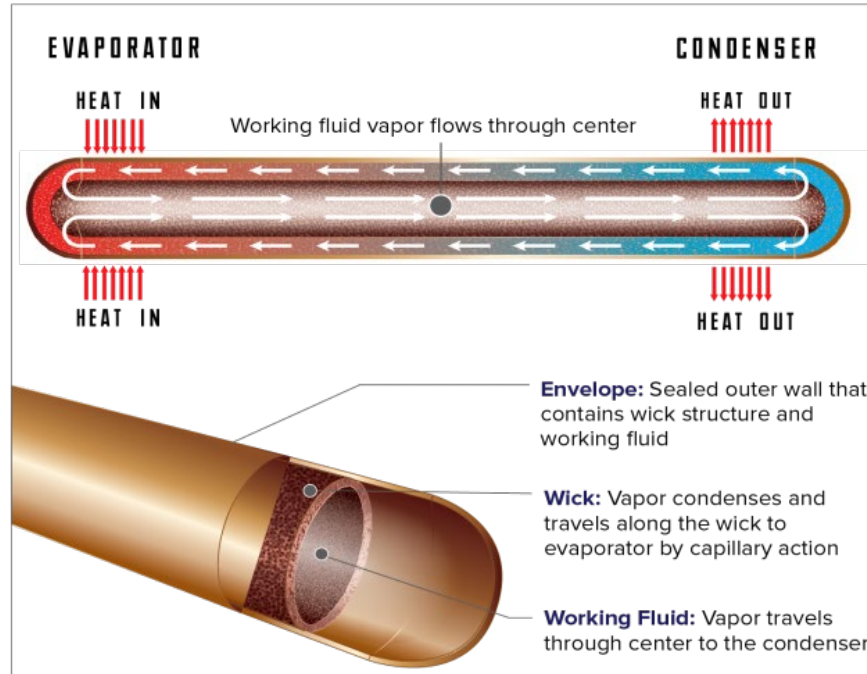 EVAPORATOR
CONDENSER
HEAT IN
HEAT OUT
Working fluid vapor flows through center
HEAT IN
HEAT OUT
Envelope: Sealed outer wall that
contains wick structure and
working fluid
Wick: Vapor condenses and
travels along the wick to
evaporator by capillary action
Working Fluid: Vapor travels
through center to the condenser